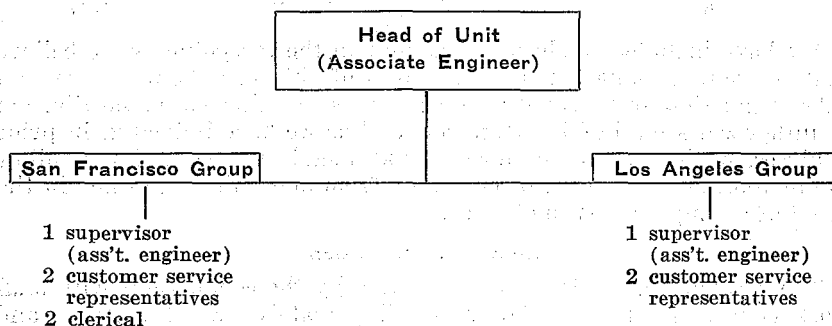 Head of Unit
(Associate Engineer)
San Francisco Group
Los Angeles Group
1 supervisor
(ass't. engineer)
2 customer service
representatives
2 clerical
1 supervisor
(ass't. engineer)
2 customer service
representatives